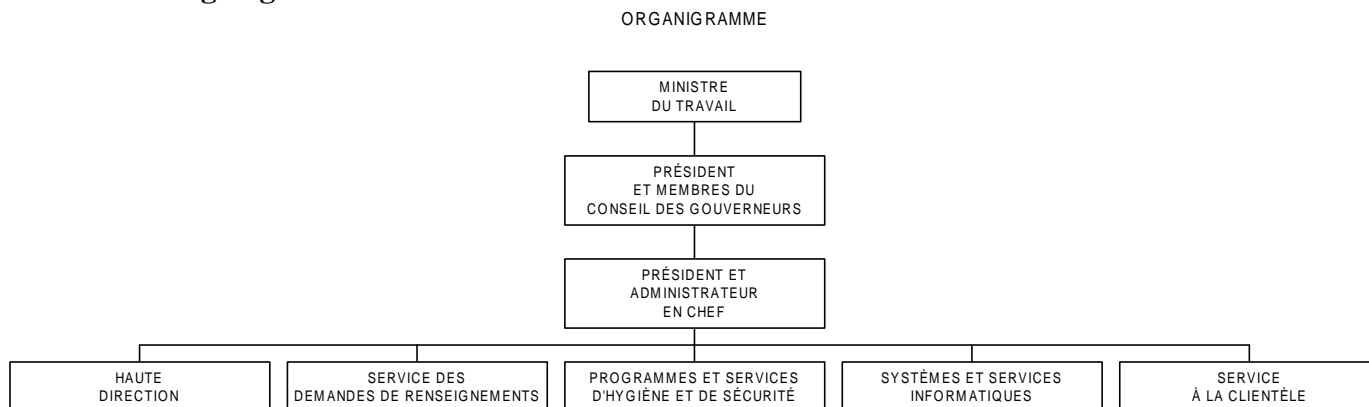 ORGANIGRAMME
MINISTRE
DU TRAVAIL
PRÉSIDENT
ET MEMBRES DU
CONSEIL DES GOUVERNEURS
PRÉSIDENT ET
ADMINISTRATEUR
EN CHEF
HAUTE
DIRECTION
SERVICE DES
DEMANDES DE RENSEIGNEMENTS
PROGRAMMES ET SERVICES
D'HYGIÈNE ET DE SÉCURITÉ
SYSTÈMES ET SERVICES
INFORMATIQUES
SERVICE
À LA CLIENTÈLE